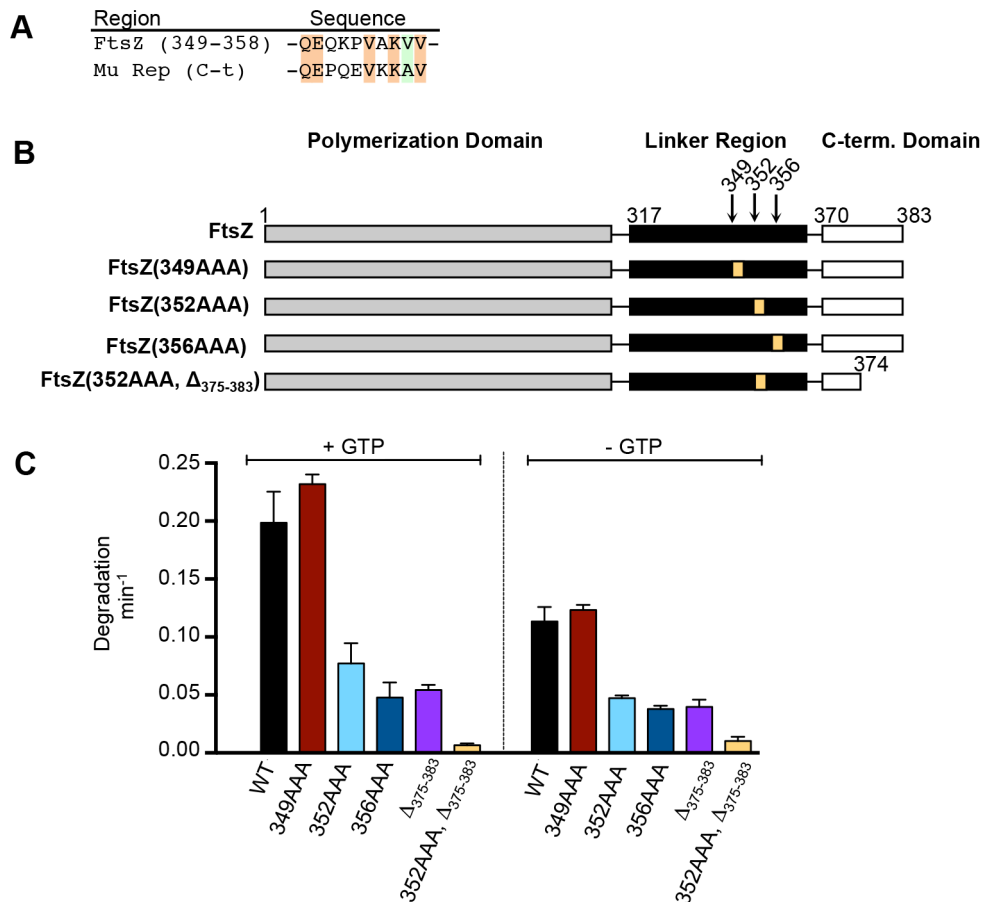 A
Region Sequence
FtsZ (349-358) -QEQKPVAKVV-
Mu Rep (C-t) -QEPQEVKKAV
B
Polymerization Domain Linker Region C-term. Domain
349 352 356
1 317 370 383
FtsZ
FtsZ(349AAA)
FtsZ(352AAA)
FtsZ(356AAA)
374
FtsZ(352AAA, Δ375-383)
C
+ GTP - GTP
0.25
0.20
0.15
0.10
0.05
0.00
Degradation
min-1
WT 349AAA 352AAA 356AAA Δ375-383 352AAA, Δ375-383 WT 349AAA 352AAA 356AAA Δ375-383 352AAA, Δ375-383